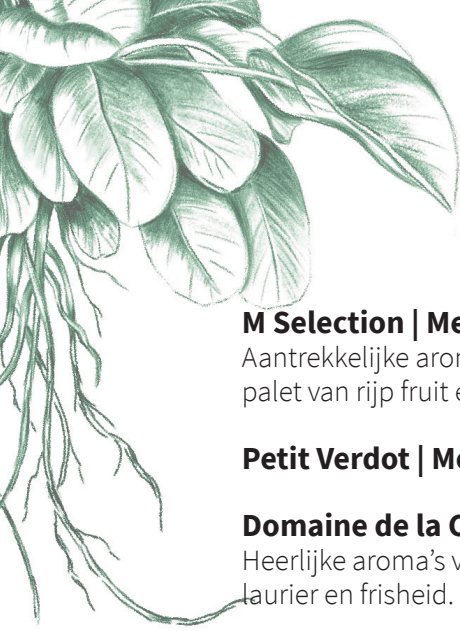 M Selection |
Aantrekkelijke
palet van rijp fruit
Petit Verdot |
Domaine de la
Heerlijke aroma's
laurier en frisheid.